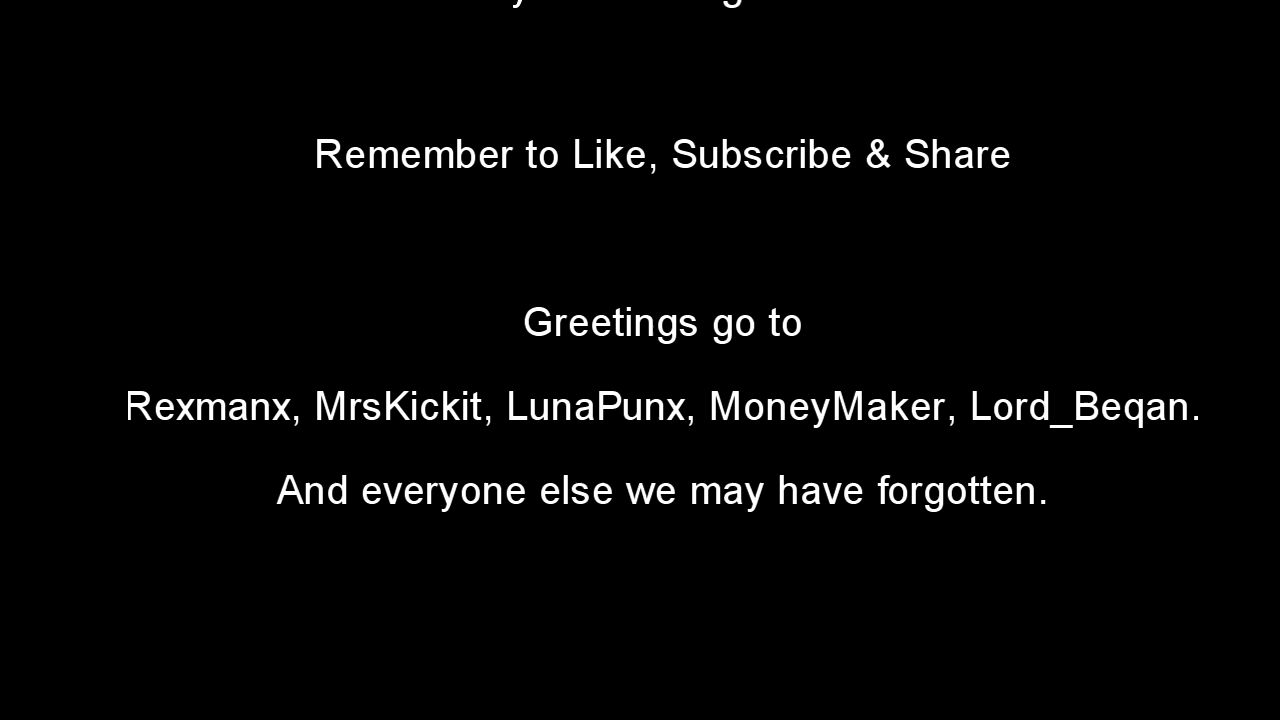 Remember to Like, Subscribe & Share
Greetings go to
Rexmanx, MrsKickit, LunaPunx, MoneyMaker, Lord_Beqan.
And everyone else we may have forgotten.